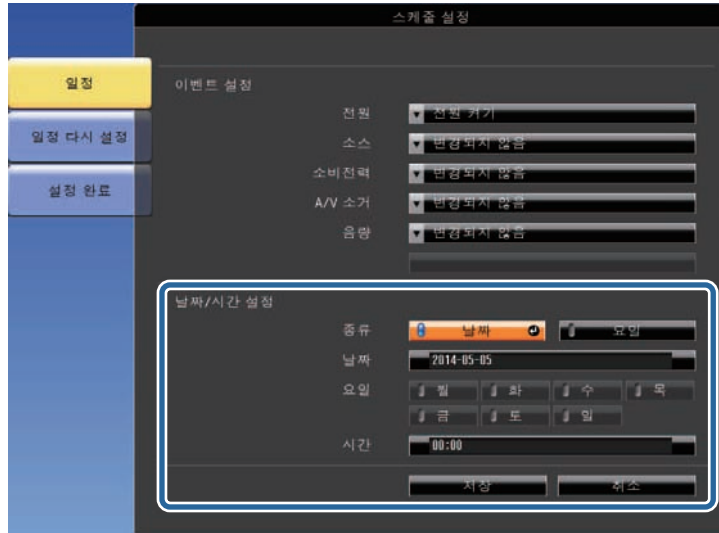 스케줄 설정
일정
일정 다시 설정
설정 완료
이벤트 설정
전원 전원 켜기
소스 변경되지 않음
소비전력 변경되지 않음
A/V 소거 변경되지 않음
음량 변경되지 않음
날짜/시간 설정
종류 날짜 요일
날짜 2014-05-05
요일 월 화 수 목
금 토 일
시간 00:00
저장 취소